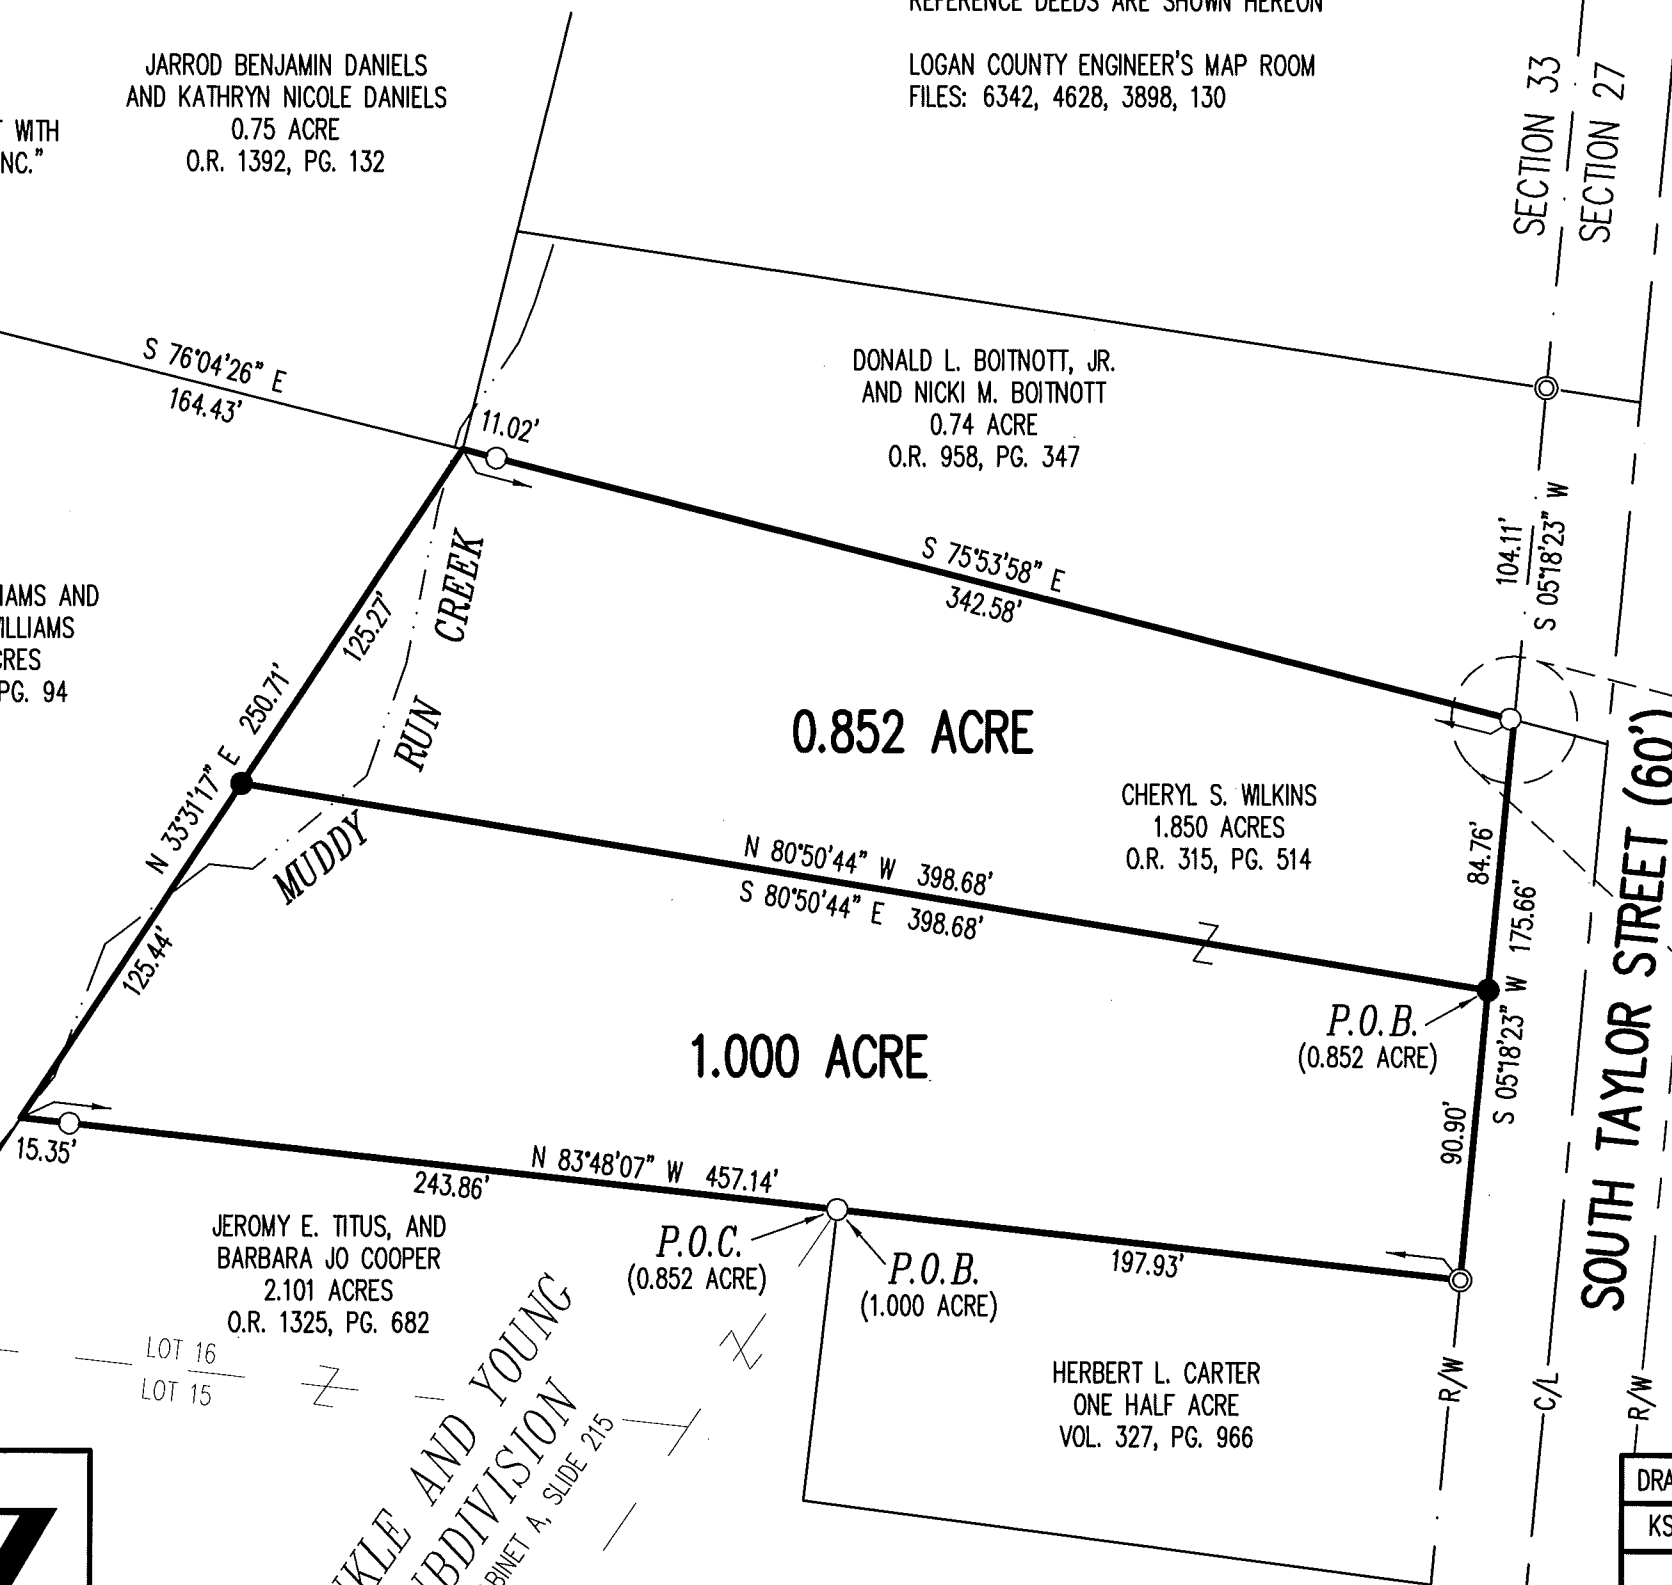 REFERENCE DEEDS ARE SHOWN HEREON
LOGAN COUNTY ENGINEER'S MAP ROOM
FILES: 6342, 4628, 3898, 130
JARROD BENJAMIN DANIELS
AND KATHRYN NICOLE DANIELS
0.75 ACRE
O.R. 1392, PG. 132
WITH
NC."
SECTION 33
SECTION 27
S 76°04'26" E
164.43'
11.02'
DONALD L. BOITNOTT, JR.
AND NICKI M. BOITNOTT
0.74 ACRE
O.R. 958, PG. 347
104.11'
S 05°18'23" W
S 75°53'58" E
342.58'
IAMS AND
ILLIAMS
CRES
PG. 94
125.27'
N 33°31'17" E 250.71'
125.44'
MUDDY RUN CREEK
0.852 ACRE
CHERYL S. WILKINS
1.850 ACRES
O.R. 315, PG. 514
84.76'
S 05°18'23" W 175.66'
N 80°50'44" W 398.68'
S 80°50'44" E 398.68'
P.O.B.
(0.852 ACRE)
1.000 ACRE
90.90'
SOUTH TAYLOR STREET (60')
15.35'
N 83°48'07" W 457.14'
243.86'
197.93'
P.O.C.
(0.852 ACRE)
P.O.B.
(1.000 ACRE)
JEROMY E. TITUS, AND
BARBARA JO COOPER
2.101 ACRES
O.R. 1325, PG. 682
LOT 16
LOT 15
HERBERT L. CARTER
ONE HALF ACRE
VOL. 327, PG. 966
R/W
C/L
R/W
NKLE AND YOUNG
UBDIVISION
ABINET A, SLIDE 215
DRA
KS